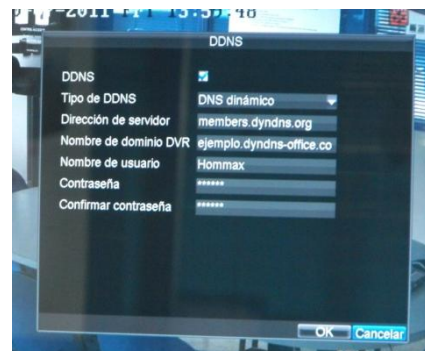 DDNS
DDNS
Tipo de DDNS DNS dinámico
Dirección de servidor members.dyndns.org
Nombre de dominio DVR ejemplo.dyndns-office.co
Nombre de usuario Hommax
Contraseña ******
Confirmar contraseña ******
OK Cancelar